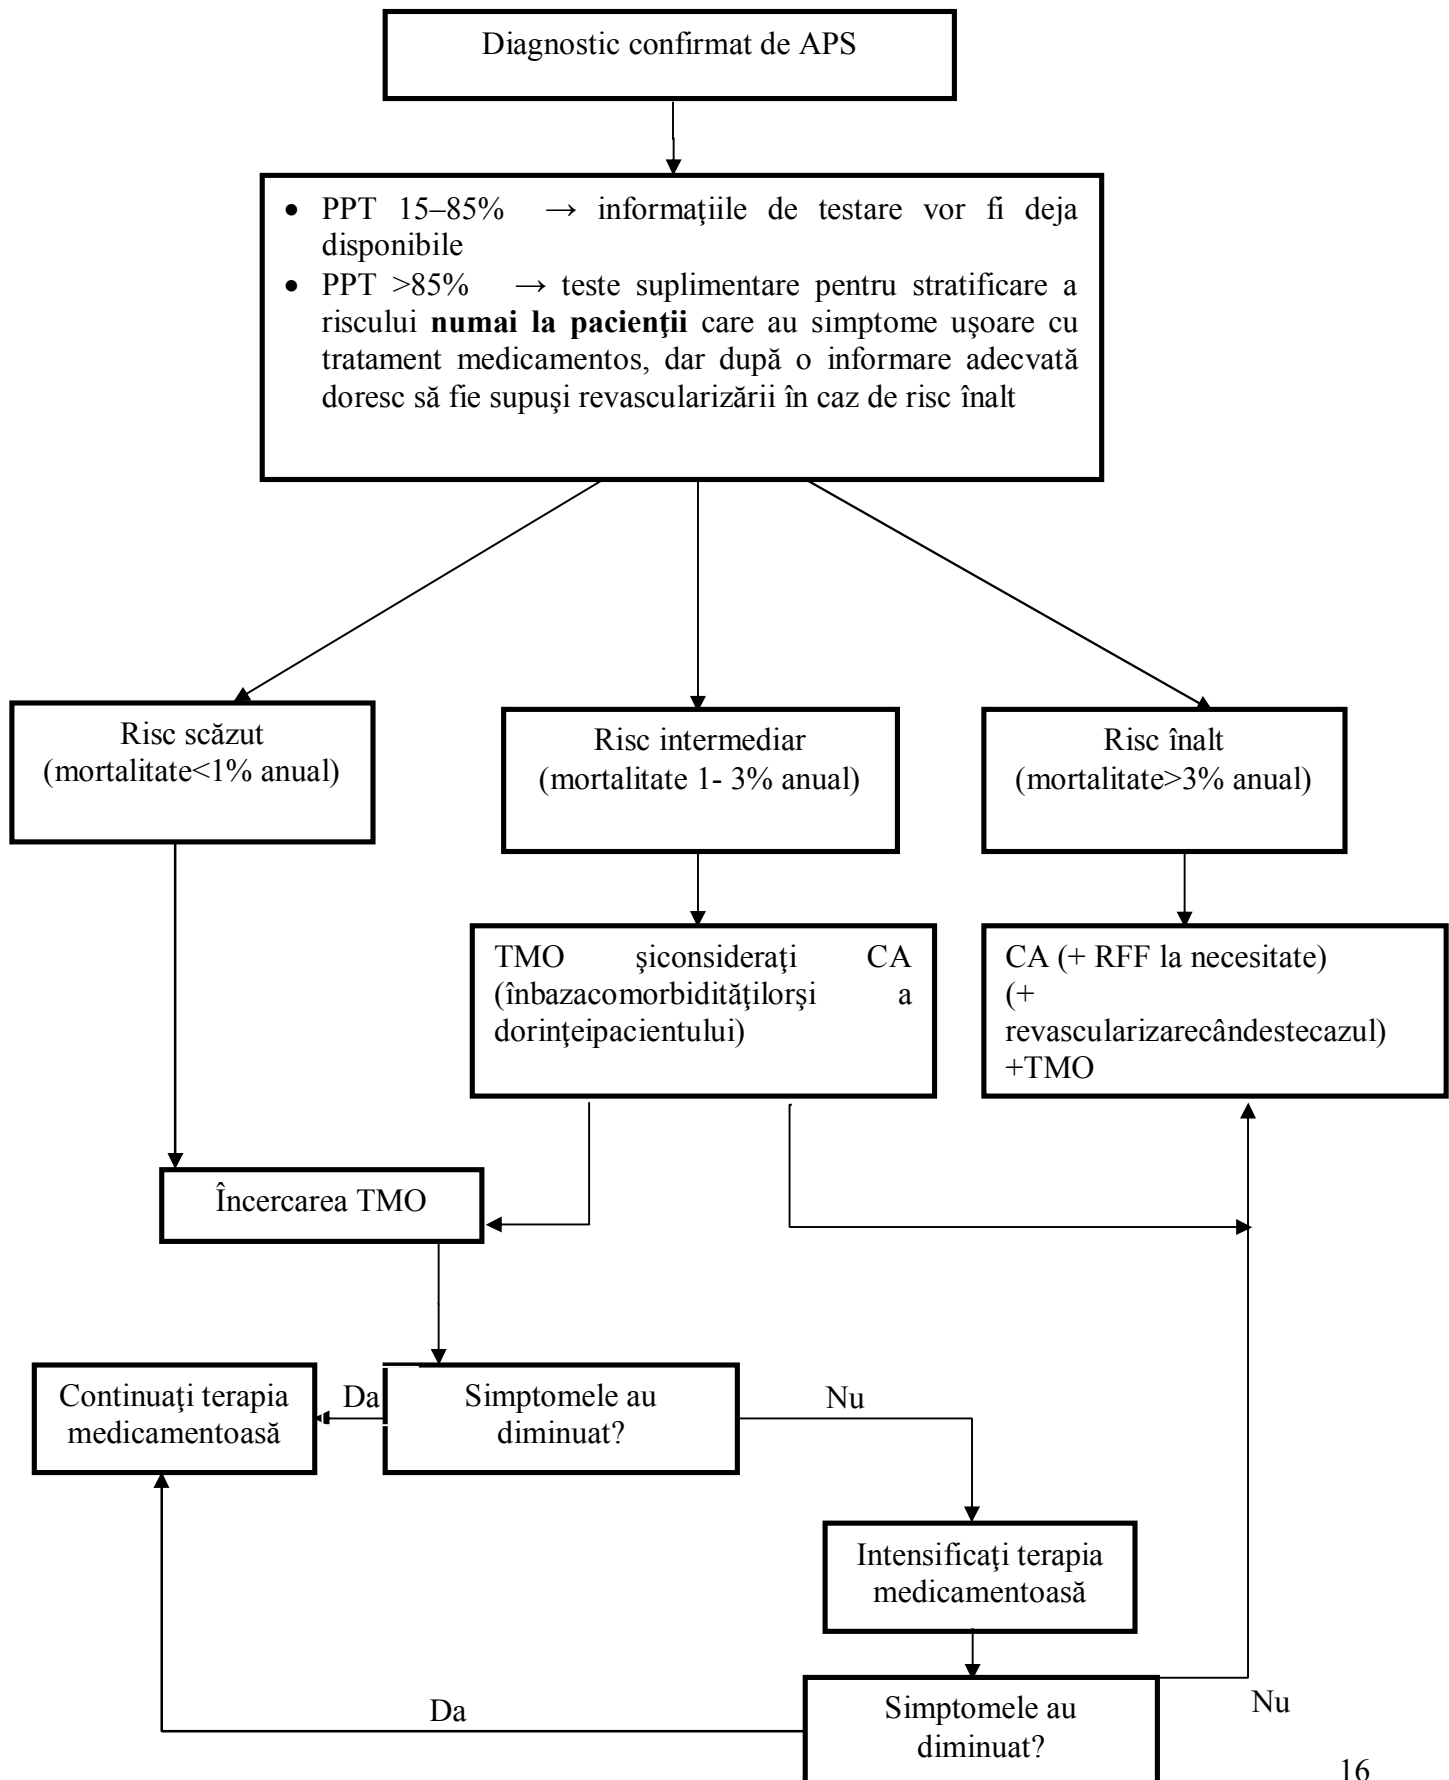 Diagnostic confirmat de APS
• PPT 15–85% → informaţiile de testare vor fi deja
disponibile
• PPT >85% → teste suplimentare pentru stratificare a
riscului numai la pacienţii care au simptome uşoare cu
tratament medicamentos, dar după o informare adecvată
doresc să fie supuşi revascularizării în caz de risc înalt
Risc scăzut
(mortalitate<1% anual)
Risc intermediar
(mortalitate 1- 3% anual)
Risc înalt
(mortalitate>3% anual)
TMO şiconsideraţi CA
(înbazacomorbidităţilorşi a
dorinţeipacientului)
CA (+ RFF la necesitate)
(+
revascularizarecândestecazul)
+TMO
Încercarea TMO
Continuaţi terapia
medicamentoasă
Da
Simptomele au
diminuat?
Nu
Intensificaţi terapia
medicamentoasă
Da
Simptomele au
diminuat?
Nu
16